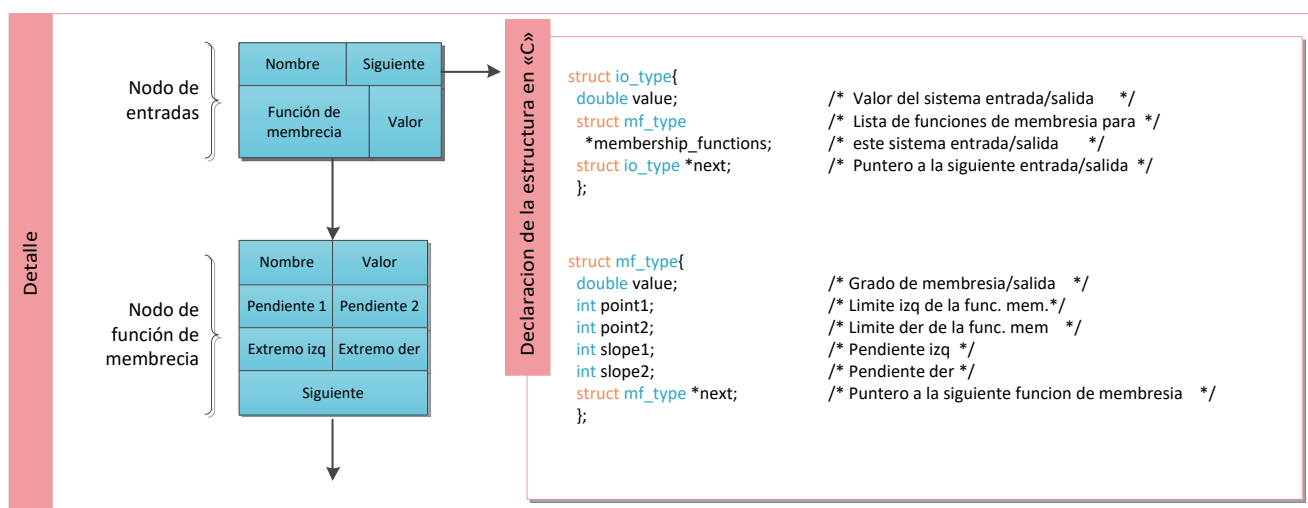 Detalle
Nodo de
entradas
Nombre
Siguiente
Función de
membrecia
Valor
Nodo de
función de
membrecia
Nombre
Valor
Pendiente 1
Pendiente 2
Extremo izq
Extremo der
Siguiente
Declaracion de la estructura en «C»
struct io_type{
double value; /* Valor del sistema entrada/salida */
struct mf_type /* Lista de funciones de membresia para */
*membership_functions; /* este sistema entrada/salida */
struct io_type *next; /* Puntero a la siguiente entrada/salida */
};
struct mf_type{
double value; /* Grado de membresia/salida */
int point1; /* Limite izq de la func. mem.*/
int point2; /* Limite der de la func. mem */
int slope1; /* Pendiente izq */
int slope2; /* Pendiente der */
struct mf_type *next; /* Puntero a la siguiente funcion de membresia */
};